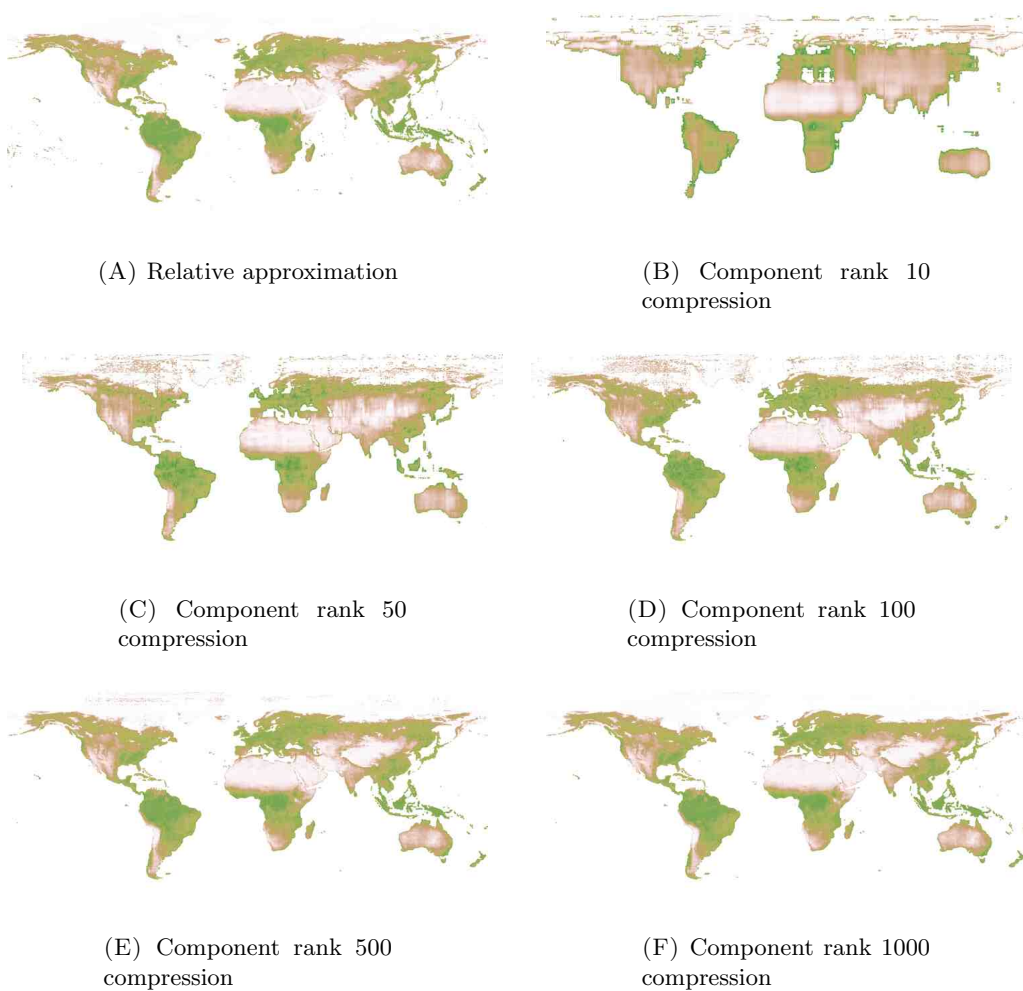 (A) Relative approximation
(B) Component rank 10
compression
(C) Component rank 50
compression
(D) Component rank 100
compression
(E) Component rank 500
compression
(F) Component rank 1000
compression